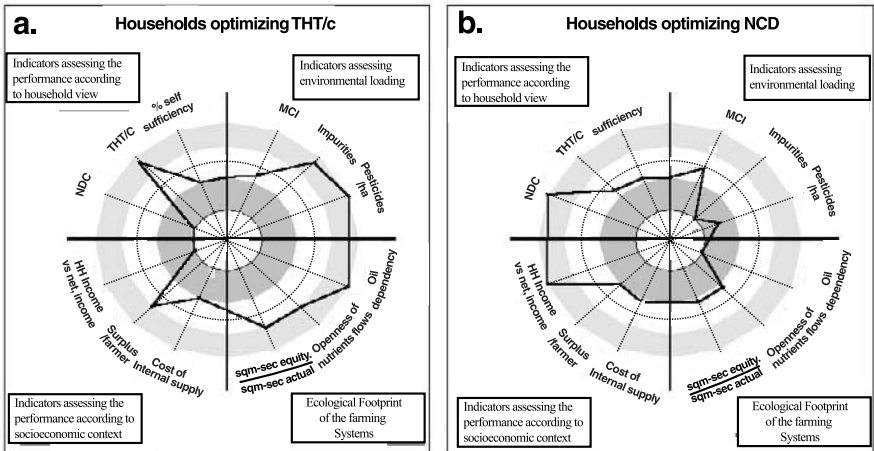 a.
Households optimizing THT/c
Indicators assessing the
performance according
to household view
Indicators assessing
environmental loading
% self
sufficiency
THT/C
NDC
MCI
Impurities
Pesticides
/ha
HH Income
vs net, income
Surplus
/farmer
Cost of
Internal supply
sqm-sec equity.
sqm-sec actual
Openness of
nutrients flows
Oil
dependency
Indicators assessing the
performance according to
socioeconomic context
Ecological Footprint
of the farming
Systems
b.
Households optimizing NCD
Indicators assessing the
performance according
to household view
Indicators assessing
environmental loading
sufficiency
THT/C
NDC
MCI
Impurities
Pesticides
/ha
HH Income
vs net, income
Surplus
/farmer
Cost of
Internal supply
sqm-sec equity.
sqm-sec actual
Openness of
nutrients flows
Oil
dependency
Indicators assessing the
performance according to
socioeconomic context
Ecological Footprint
of the farming
Systems